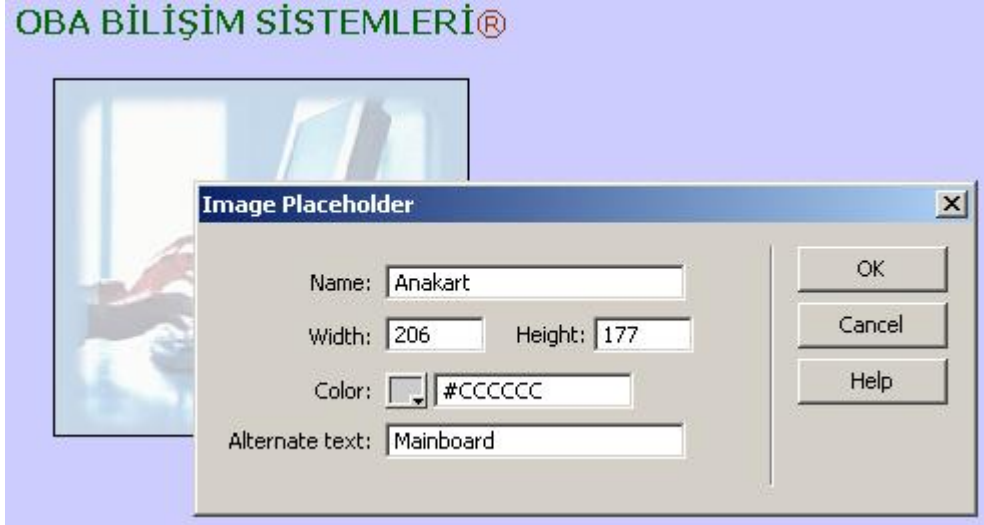 OBA BİLİŞİM SİSTEMLERİ®
Image Placeholder
Name: Anakart
OK
Width: 206 Height: 177
Cancel
Color: #CCCCCC
Help
Alternate text: Mainboard